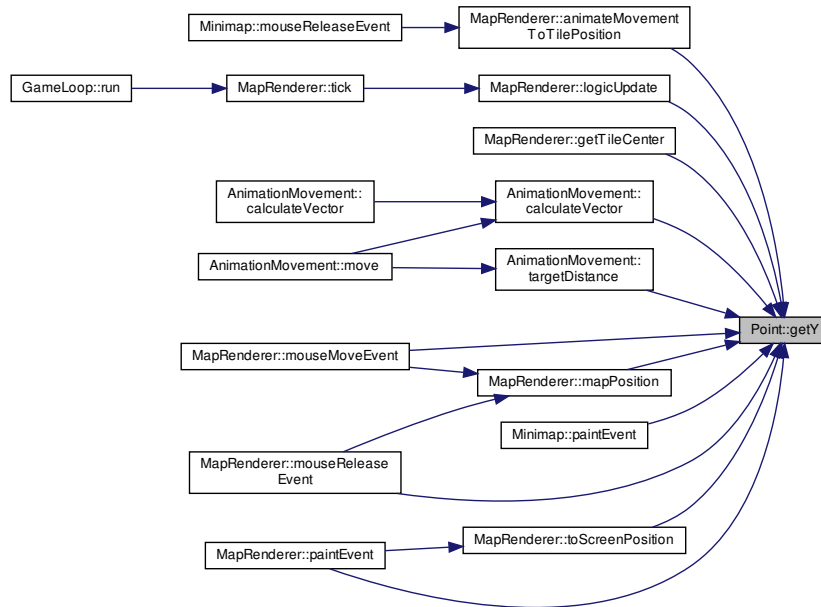 MapRenderer::animateMovement
ToTilePosition
Minimap::mouseReleaseEvent
GameLoop::run
MapRenderer::tick
MapRenderer::logicUpdate
MapRenderer::getTileCenter
AnimationMovement::
calculateVector
AnimationMovement::
calculateVector
AnimationMovement::move
AnimationMovement::
targetDistance
Point::getY
MapRenderer::mouseMoveEvent
MapRenderer::mapPosition
Minimap::paintEvent
MapRenderer::mouseRelease
Event
MapRenderer::toScreenPosition
MapRenderer::paintEvent